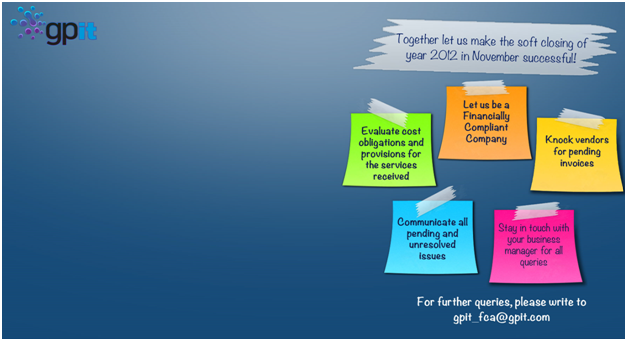 gpit
Together let us make the soft closing of
year 2012 in November successful!
Let us be a
Financially
Compliant
Company
Evaluate cost
obligations and
provisions for
the services
received
Knock vendors
for pending
invoices
Communicate all
pending and
unresolved
issues
Stay in touch with
your business
manager for all
queries
For further queries, please write to
gpit_fca@gpit.com